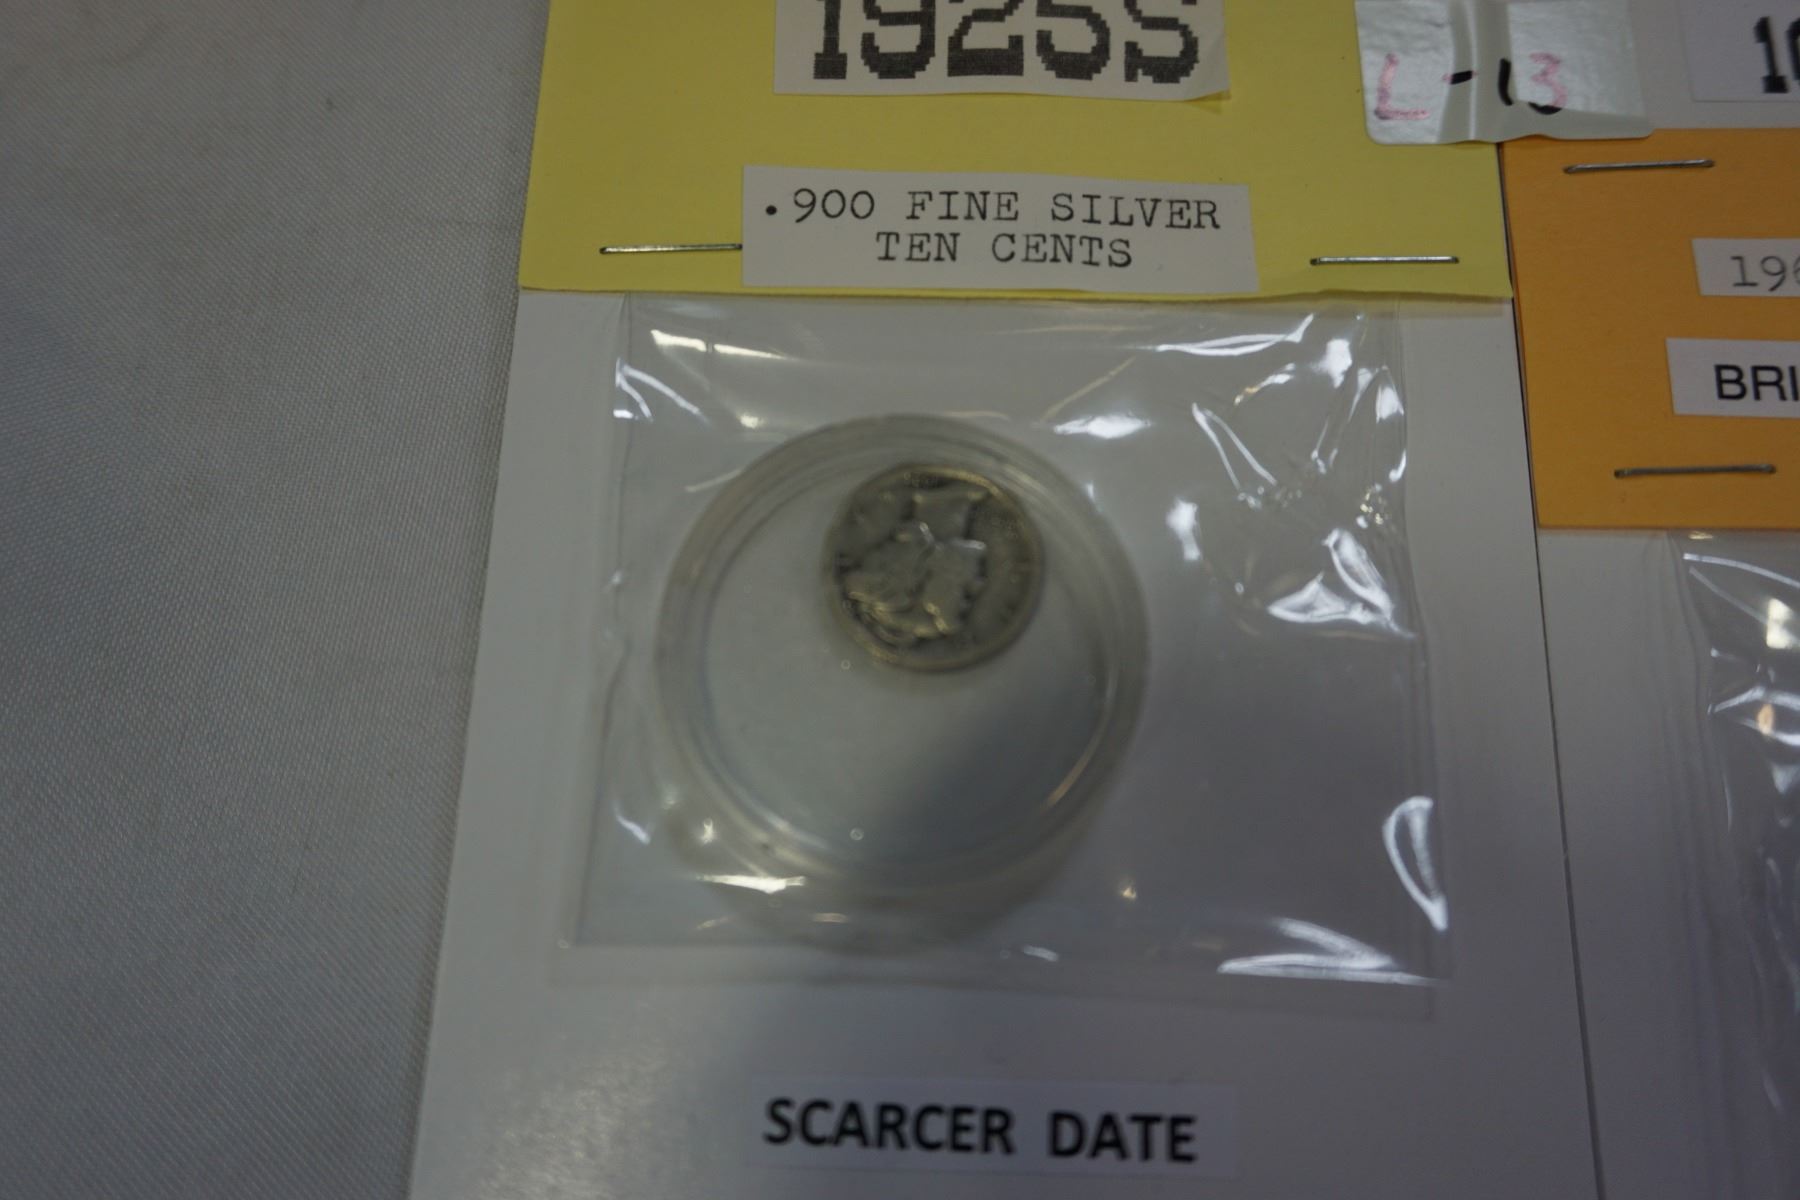 1925S
L-13
.900 FINE SILVER
TEN CENTS
BRI
SCARCER DATE